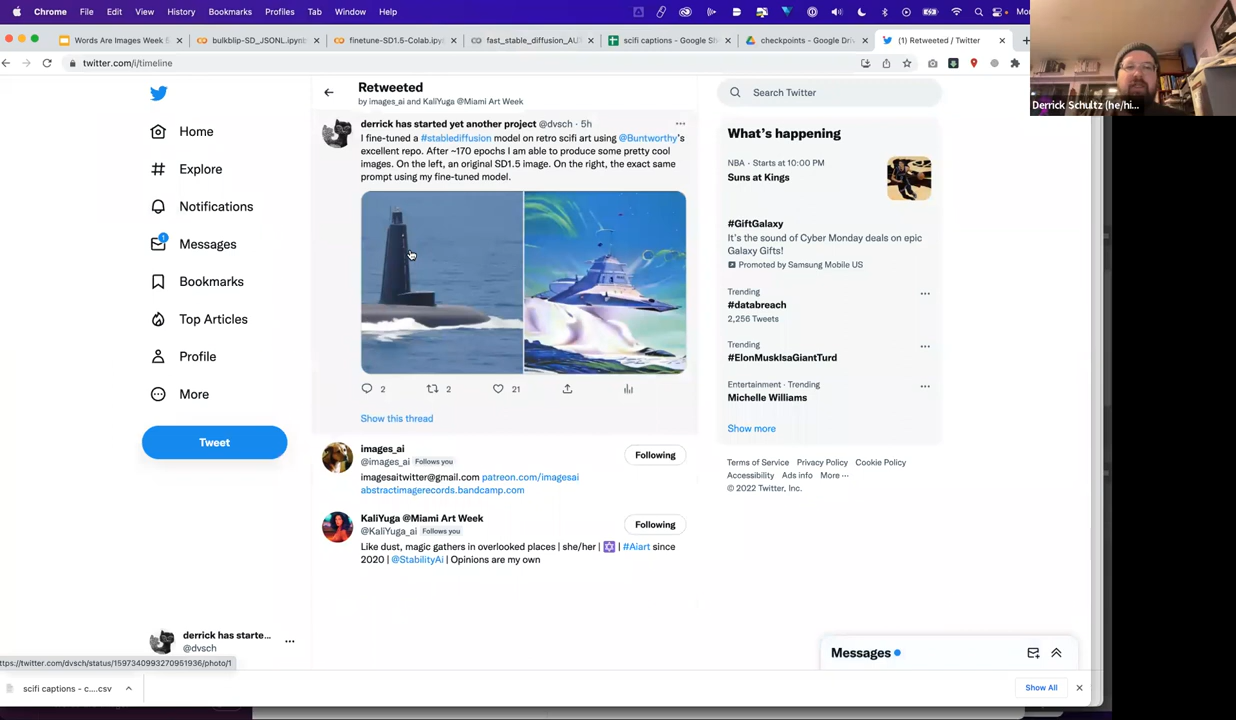 Chrome File Edit View History Bookmarks Profiles Tab Window Help
Words Are Images Week 6
bulkblip-SD_JSONL.ipynb
finetune-SD1.5-Colab.ipy
fast_stable_diffusion_AU
scifi captions - Google Sh
checkpoints - Google Driv
(1) Retweeted / Twitter
twitter.com/i/timeline
Derrick Schultz (he/hi...
Home
Explore
Notifications
1
Messages
Bookmarks
Top Articles
Profile
More
Tweet
derrick has starte...
@dvsch
Retweeted
by images_ai and KaliYuga @Miami Art Week
derrick has started yet another project @dvsch · 5h
I fine-tuned a #stablediffusion model on retro scifi art using @Buntworthy's
excellent repo. After ~170 epochs I am able to produce some pretty cool
images. On the left, an original SD1.5 image. On the right, the exact same
prompt using my fine-tuned model.
2 2 21
Show this thread
images_ai
@images_ai Follows you
Following
imagesaitwitter@gmail.com patreon.com/imagesai
abstractimagerecords.bandcamp.com
KaliYuga @Miami Art Week
@KaliYuga_ai Follows you
Following
Like dust, magic gathers in overlooked places | she/her | | #Aiart since
2020 | @StabilityAi | Opinions are my own
Search Twitter
What's happening
NBA · Starts at 10:00 PM
Suns at Kings
#GiftGalaxy
It's the sound of Cyber Monday deals on epic
Galaxy Gifts!
Promoted by Samsung Mobile US
Trending
#databreach
2,256 Tweets
Trending
#ElonMuskIsaGiantTurd
Entertainment · Trending
Michelle Williams
Show more
Terms of Service Privacy Policy Cookie Policy
Accessibility Ads info More ···
© 2022 Twitter, Inc.
Messages
ttps://twitter.com/dvsch/status/1597340993270951936/photo/1
scifi captions - c....csv
Show All